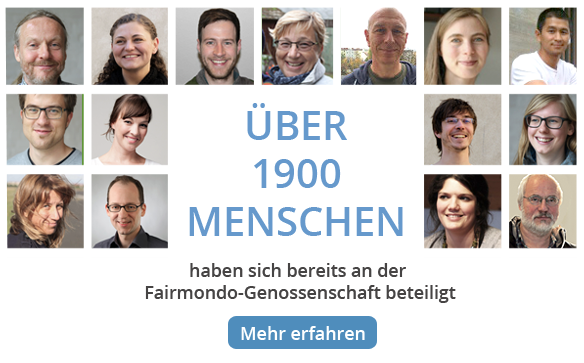 ÜBER
1900
MENSCHEN
haben sich bereits an der
Fairmondo-Genossenschaft beteiligt
Mehr erfahren